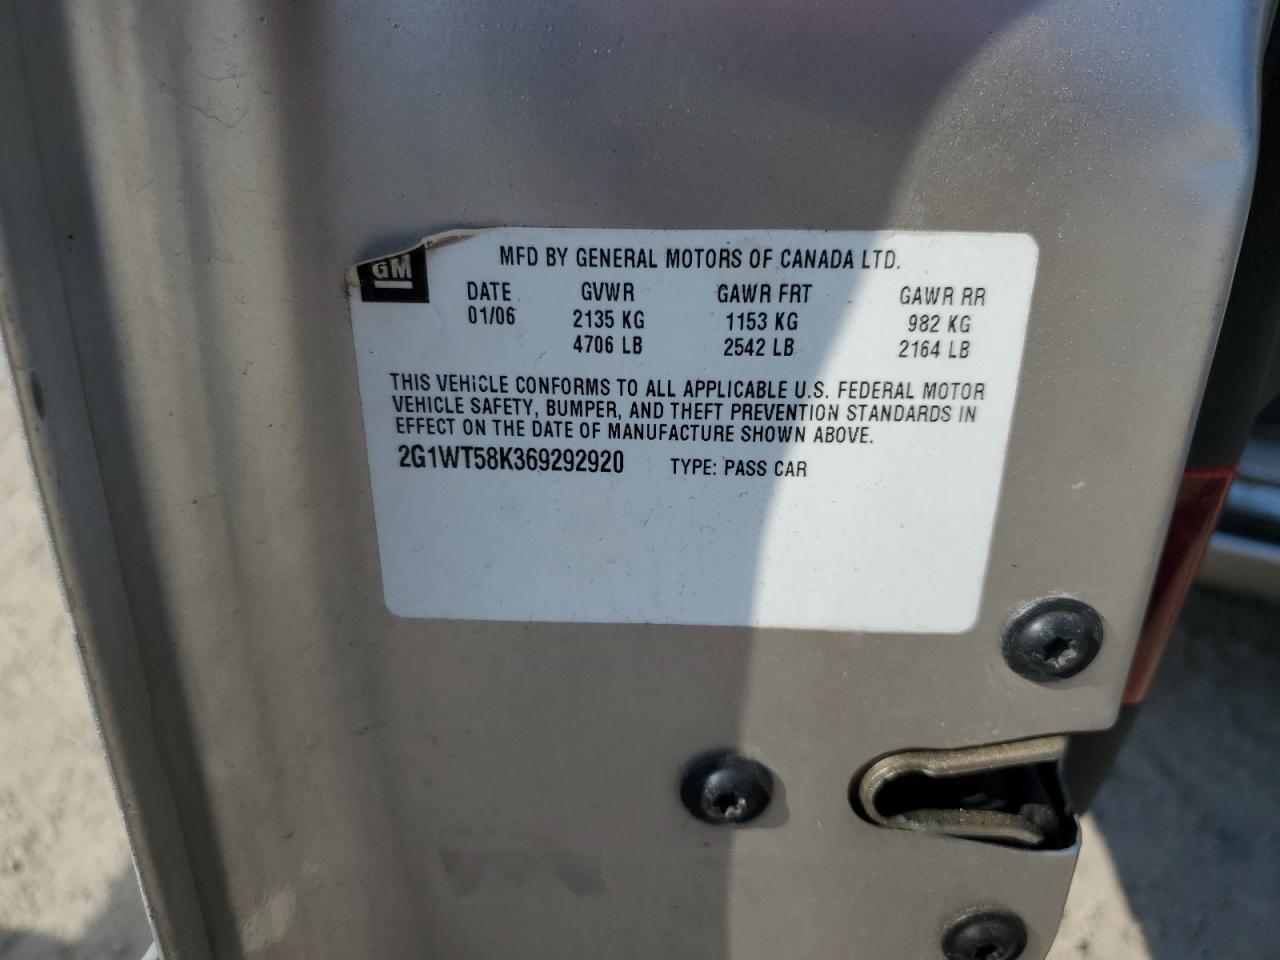 GM
MFD BY GENERAL MOTORS OF CANADA LTD.
DATE GVWR GAWR FRT GAWR RR
01/06 2135 KG 1153 KG 982 KG
4706 LB 2542 LB 2164 LB
THIS VEHICLE CONFORMS TO ALL APPLICABLE U.S. FEDERAL MOTOR
VEHICLE SAFETY, BUMPER, AND THEFT PREVENTION STANDARDS IN
EFFECT ON THE DATE OF MANUFACTURE SHOWN ABOVE.
2G1WT58K369292920 TYPE: PASS CAR